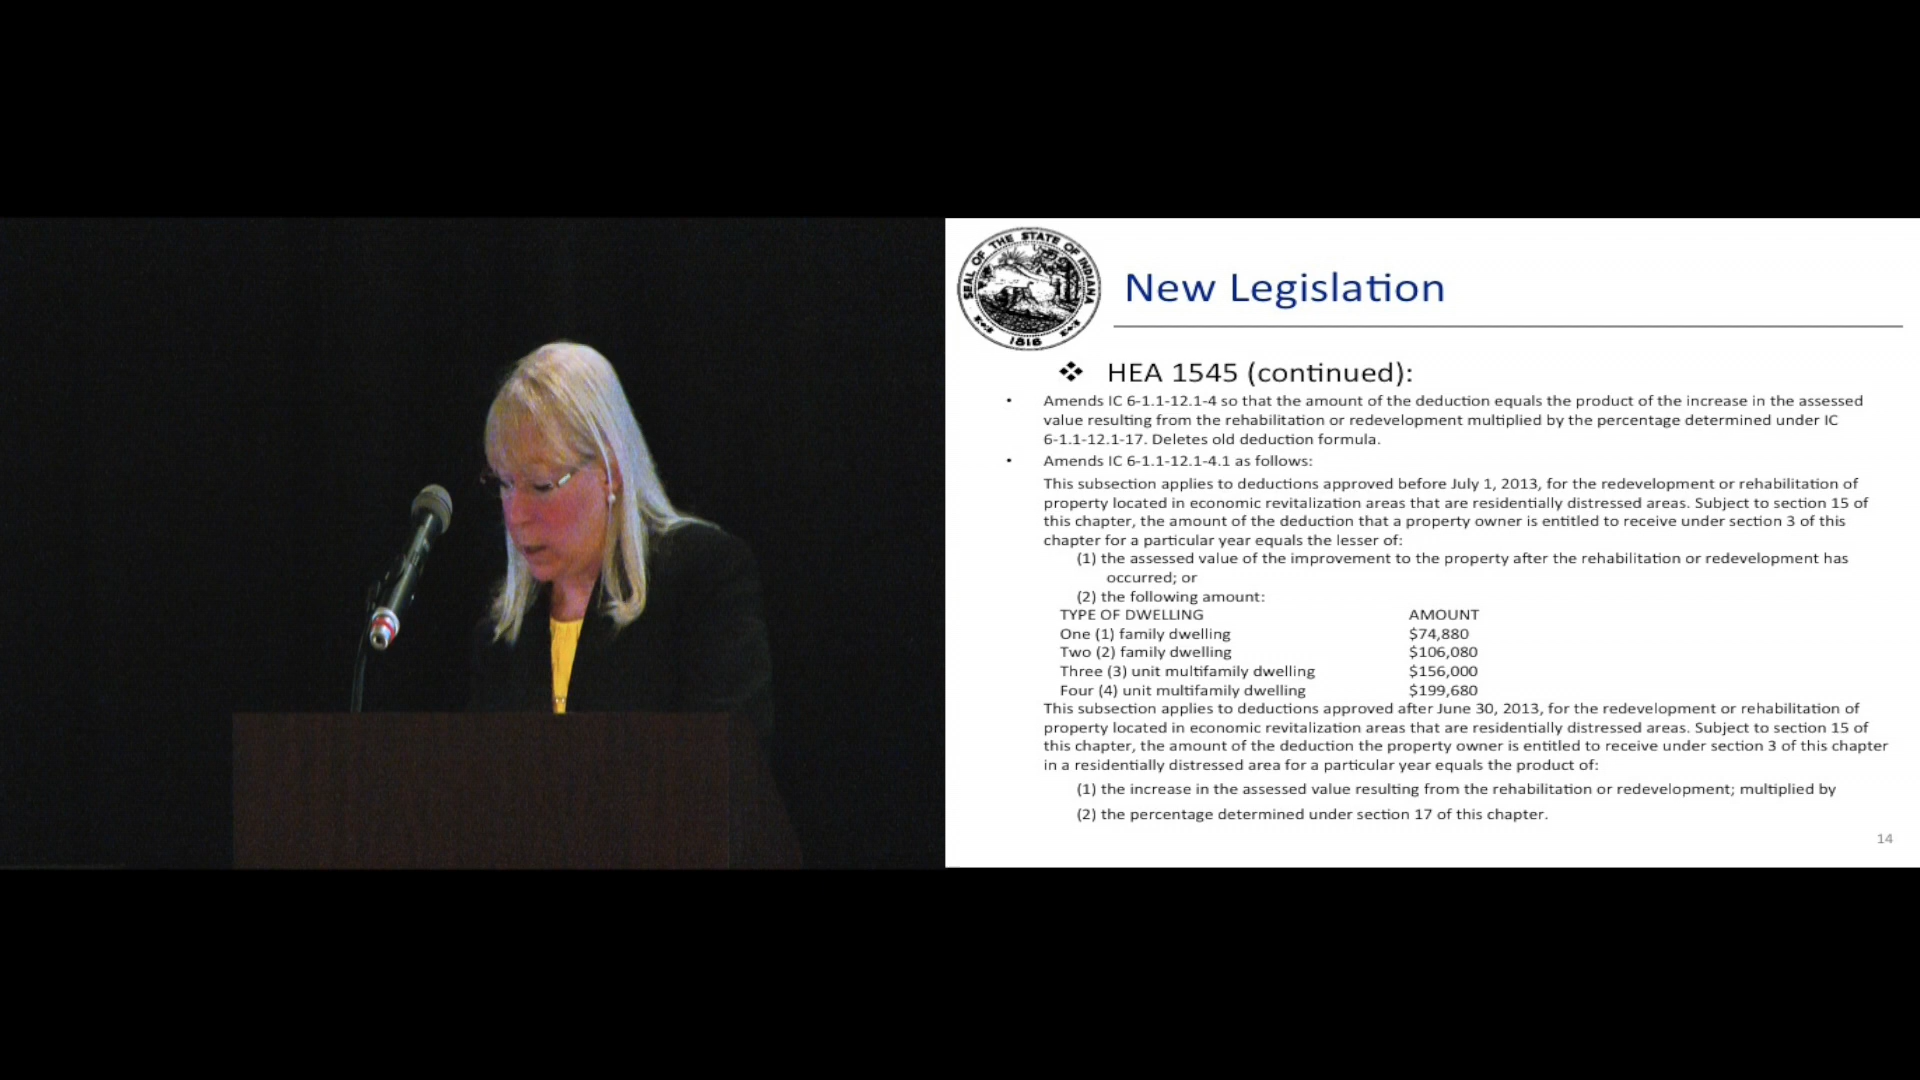 SEAL OF THE STATE OF INDIANA
1816
New Legislation
❖ HEA 1545 (continued):
• Amends IC 6-1.1-12.1-4 so that the amount of the deduction equals the product of the increase in the assessed
value resulting from the rehabilitation or redevelopment multiplied by the percentage determined under IC
6-1.1-12.1-17. Deletes old deduction formula.
• Amends IC 6-1.1-12.1-4.1 as follows:
This subsection applies to deductions approved before July 1, 2013, for the redevelopment or rehabilitation of
property located in economic revitalization areas that are residentially distressed areas. Subject to section 15 of
this chapter, the amount of the deduction that a property owner is entitled to receive under section 3 of this
chapter for a particular year equals the lesser of:
(1) the assessed value of the improvement to the property after the rehabilitation or redevelopment has
occurred; or
(2) the following amount:
TYPE OF DWELLING AMOUNT
One (1) family dwelling $74,880
Two (2) family dwelling $106,080
Three (3) unit multifamily dwelling $156,000
Four (4) unit multifamily dwelling $199,680
This subsection applies to deductions approved after June 30, 2013, for the redevelopment or rehabilitation of
property located in economic revitalization areas that are residentially distressed areas. Subject to section 15 of
this chapter, the amount of the deduction the property owner is entitled to receive under section 3 of this chapter
in a residentially distressed area for a particular year equals the product of:
(1) the increase in the assessed value resulting from the rehabilitation or redevelopment; multiplied by
(2) the percentage determined under section 17 of this chapter.
14